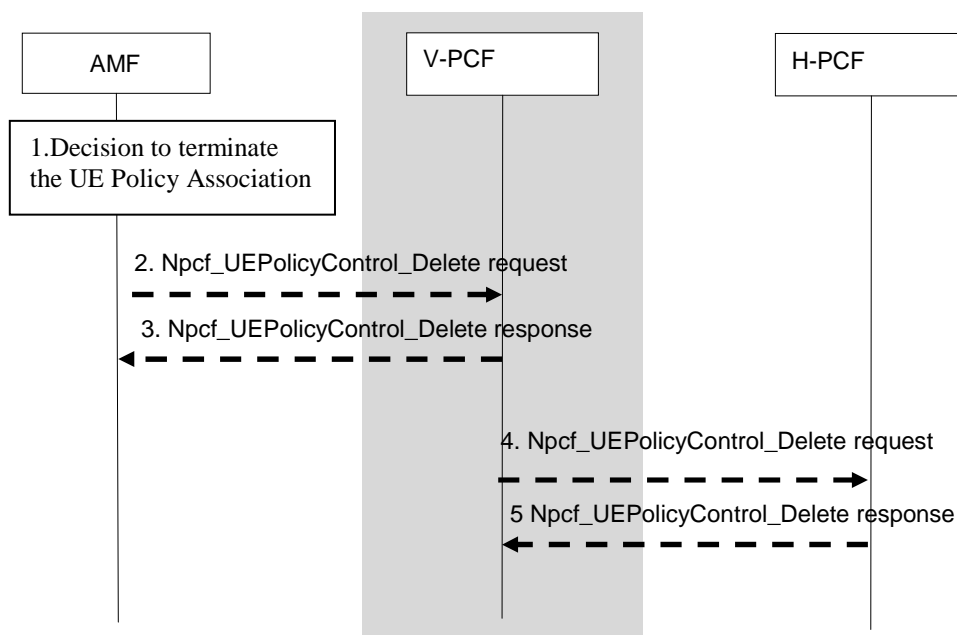 AMF
V-PCF
H-PCF
1.Decision to terminate
the UE Policy Association
2. Npcf_UEPolicyControl_Delete request
3. Npcf_UEPolicyControl_Delete response
4. Npcf_UEPolicyControl_Delete request
5 Npcf_UEPolicyControl_Delete response